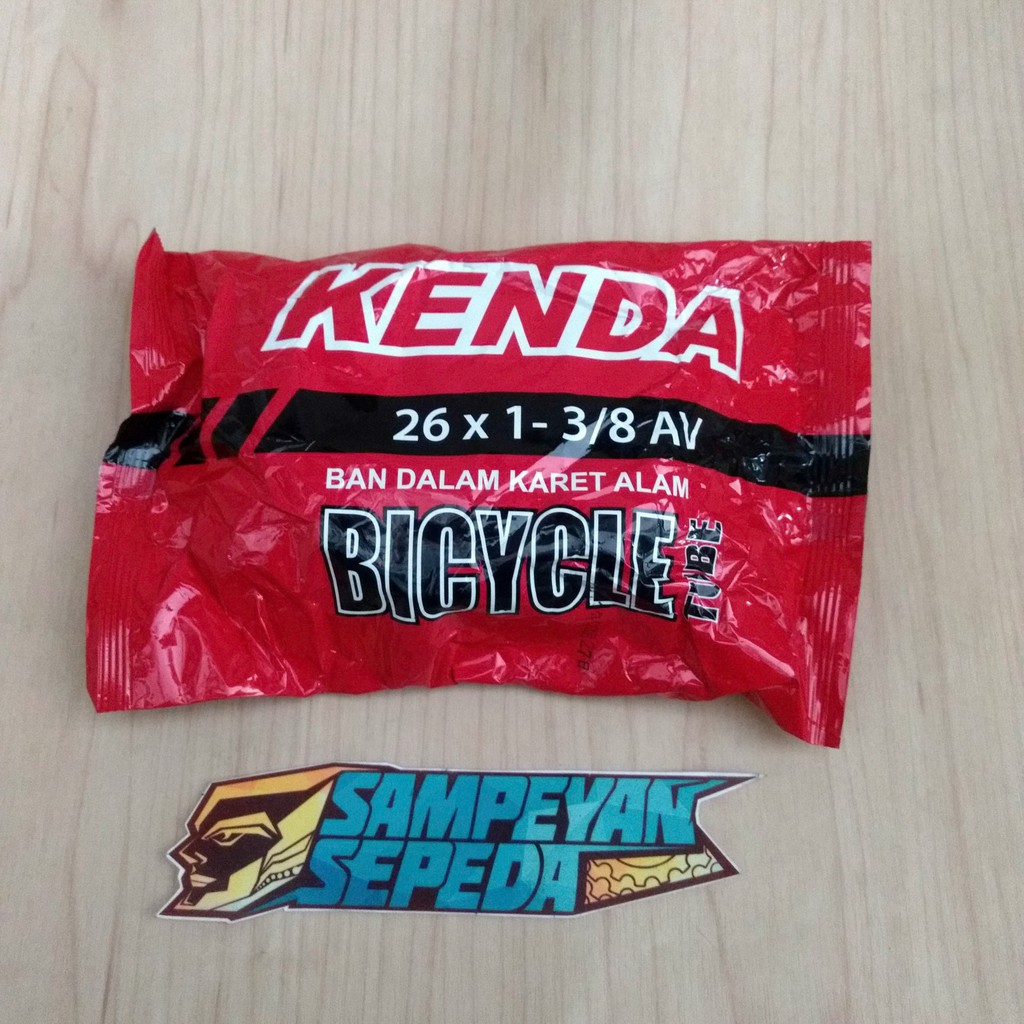 KENDA
26 x 1- 3/8 AV
BAN DALAM KARET ALAM
BICYCLE TUBE
SAMPEYAN
SEPEDA